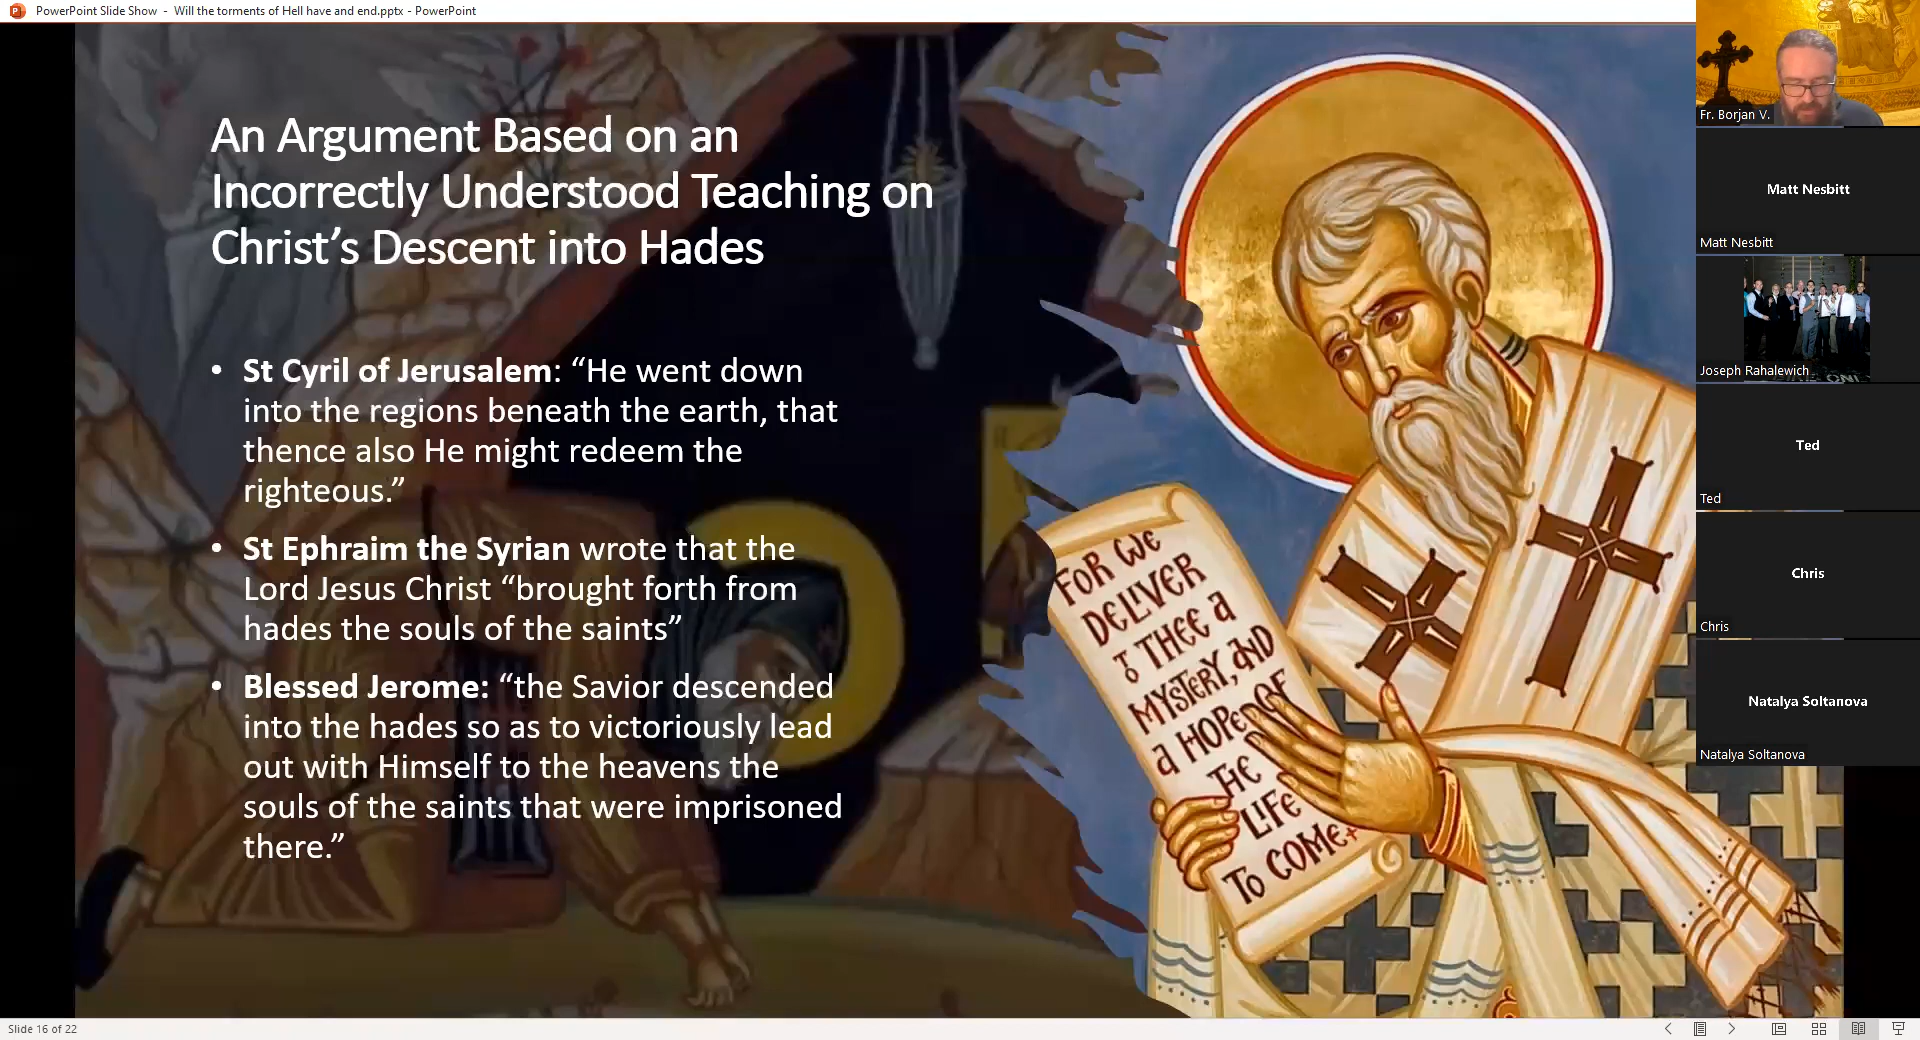 PowerPoint Slide Show - Will the torments of Hell have and end.pptx - PowerPoint
An Argument Based on an
Incorrectly Understood Teaching on
Christ’s Descent into Hades
• St Cyril of Jerusalem: “He went down
into the regions beneath the earth, that
thence also He might redeem the
righteous.”
• St Ephraim the Syrian wrote that the
Lord Jesus Christ “brought forth from
hades the souls of the saints”
• Blessed Jerome: “the Savior descended
into the hades so as to victoriously lead
out with Himself to the heavens the
souls of the saints that were imprisoned
there.”
FOR WE
DELIVER
TO THEE A
MYSTERY, AND
A HOPE OF
THE
LIFE
TO COME+
Fr. Borjan V.
Matt Nesbitt
Matt Nesbitt
Joseph Rahalewich
Ted
Ted
Chris
Chris
Natalya Soltanova
Natalya Soltanova
Slide 16 of 22